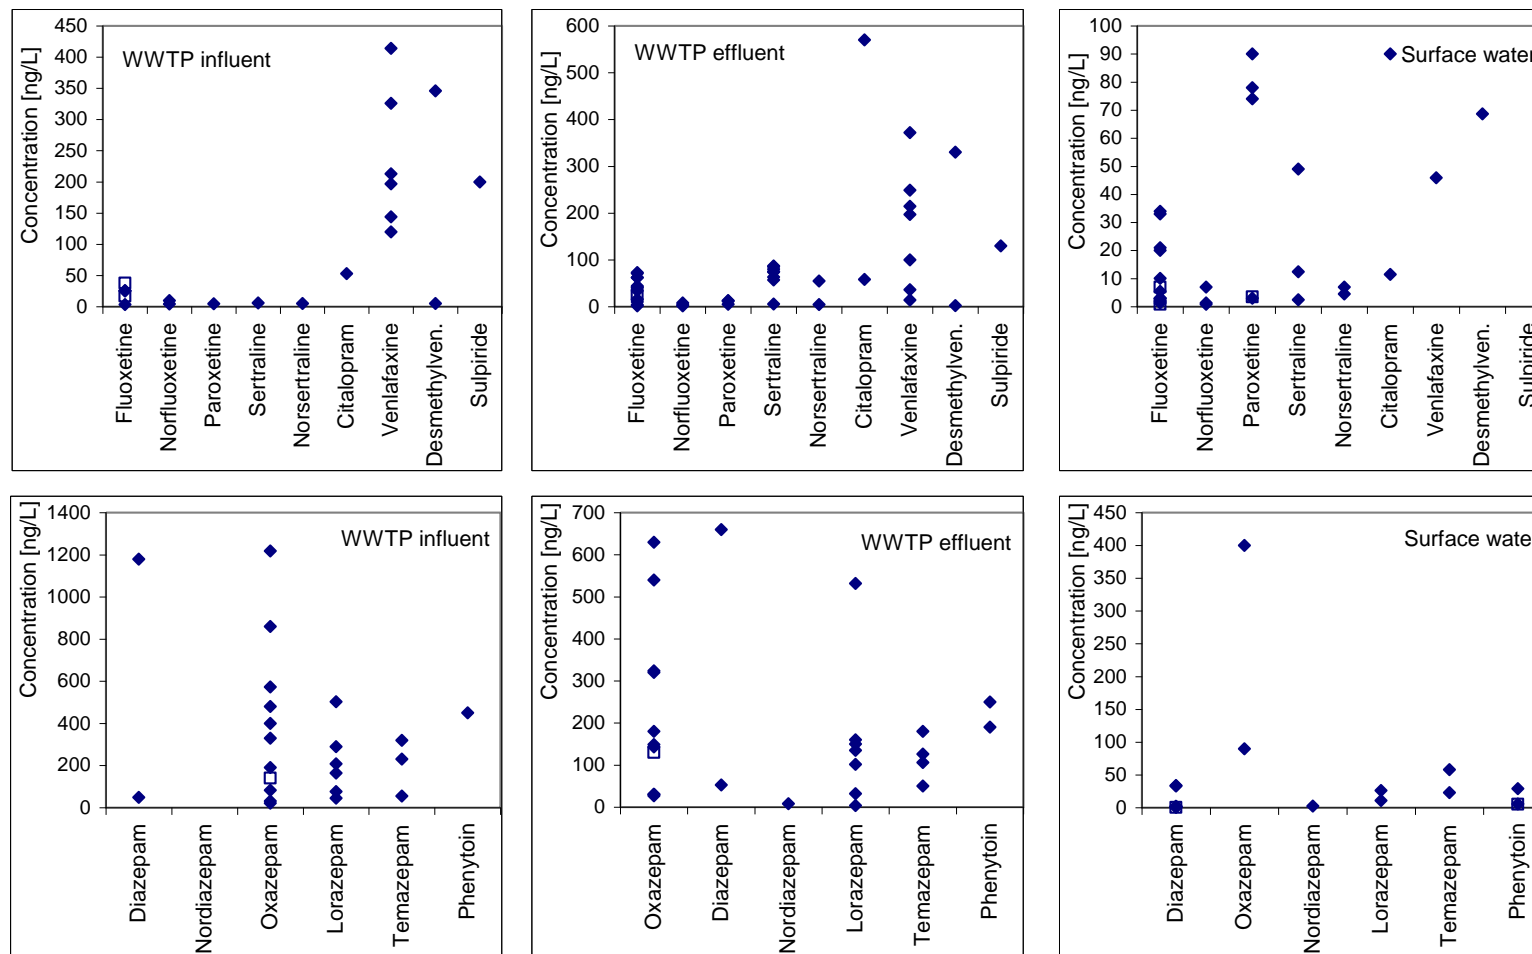 WWTP influent
Concentration [ng/L]
450
400
350
300
250
200
150
100
50
0
Fluoxetine
Norfluoxetine
Paroxetine
Sertraline
Norsertraline
Citalopram
Venlafaxine
Desmethylven.
Sulpiride
WWTP effluent
Concentration [ng/L]
600
500
400
300
200
100
0
Fluoxetine
Norfluoxetine
Paroxetine
Sertraline
Norsertraline
Citalopram
Venlafaxine
Desmethylven.
Sulpiride
Surface water
Concentration [ng/L]
100
90
80
70
60
50
40
30
20
10
0
Fluoxetine
Norfluoxetine
Paroxetine
Sertraline
Norsertraline
Citalopram
Venlafaxine
Desmethylven.
Sulpiride
WWTP influent
Concentration [ng/L]
1400
1200
1000
800
600
400
200
0
Diazepam
Nordiazepam
Oxazepam
Lorazepam
Temazepam
Phenytoin
WWTP effluent
Concentration [ng/L]
700
600
500
400
300
200
100
0
Oxazepam
Diazepam
Nordiazepam
Lorazepam
Temazepam
Phenytoin
Surface water
Concentration [ng/L]
450
400
350
300
250
200
150
100
50
0
Diazepam
Oxazepam
Nordiazepam
Lorazepam
Temazepam
Phenytoin